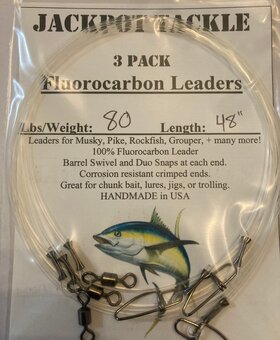 JACKPOT TACKLE
3 PACK
Fluorocarbon Leaders
Lbs/Weight: 80 Length: 48"
Leaders for Musky, Pike, Rockfish, Grouper, + many more!
100% Fluorocarbon Leader
Barrel Swivel and Duo Snaps at each end.
Corrosion resistant crimped ends.
Great for chunk bait, lures, jigs, or trolling.
HANDMADE in USA